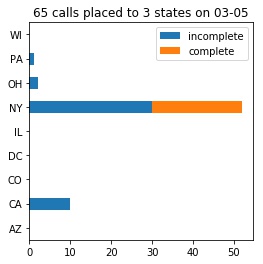 65 calls placed to 3 states on 03-05
incomplete
complete
WI
PA
OH
NY
IL
DC
CO
CA
AZ
0 10 20 30 40 50